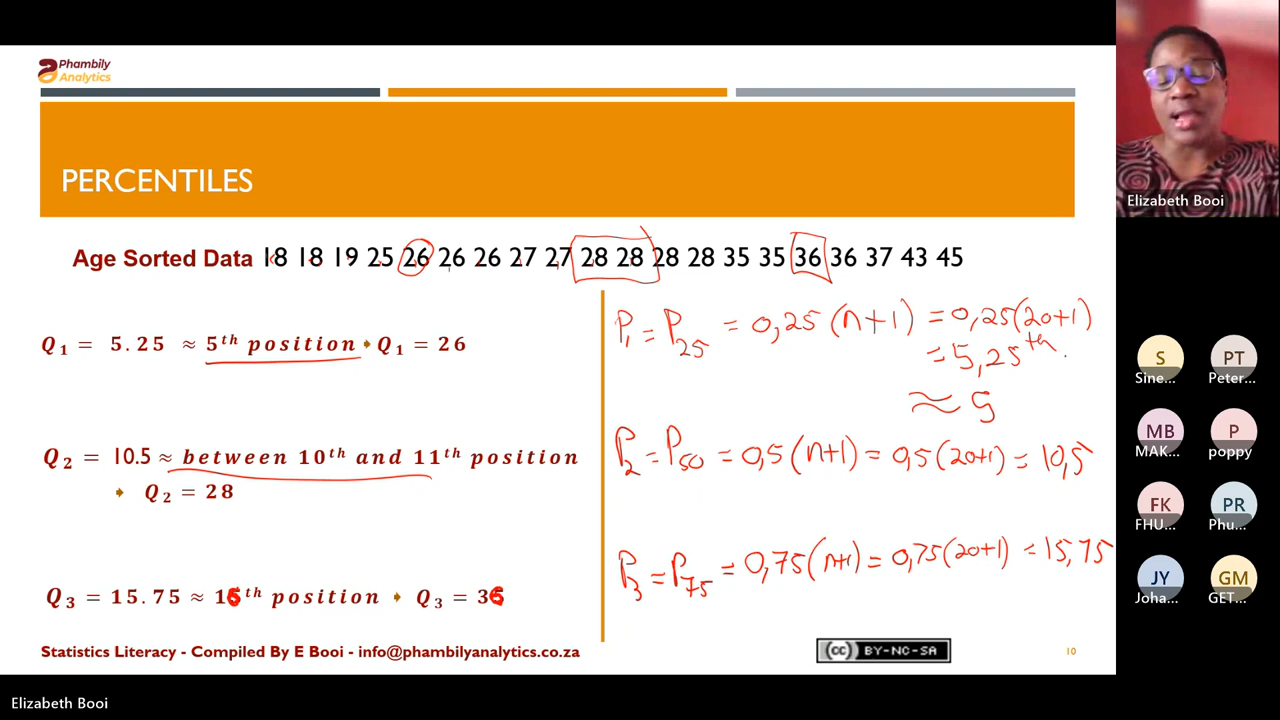 Phambily
Analytics
PERCENTILES
Age Sorted Data 18 18 19 25 26 26 26 27 27 28 28 28 28 35 35 36 36 37 43 45
Q1 = 5.25 ≈ 5th position ➧ Q1 = 26
Q2 = 10.5 ≈ between 10th and 11th position
➧ Q2 = 28
Q3 = 15.75 ≈ 16th position ➧ Q3 = 36
P1 = P25 = 0,25 (n+1) = 0,25(20+1)
= 5,25th
≈ 5
P2 = P50 = 0,5 (n+1) = 0,5 (20+1) = 10,5
P3 = P75 = 0,75 (n+1) = 0,75 (20+1) = 15,75
Statistics Literacy - Compiled By E Booi - info@phambilyanalytics.co.za
(cc) BY-NC-SA
10
Elizabeth Booi
S
Sine...
PT
Peter...
MB
MAK...
P
poppy
FK
FHU...
PR
Phu...
JY
Joha...
GM
GET...
Elizabeth Booi